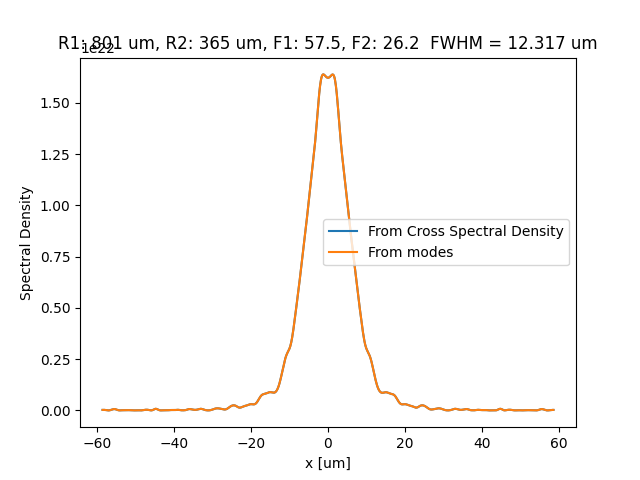 R1: 801 um, R2: 365 um, F1: 57.5, F2: 26.2  FWHM = 12.317 um
1e22
1.50
1.25
1.00
0.75
0.50
0.25
0.00
Spectral Density
From Cross Spectral Density
From modes
−60
−40
−20
0
20
40
60
x [um]